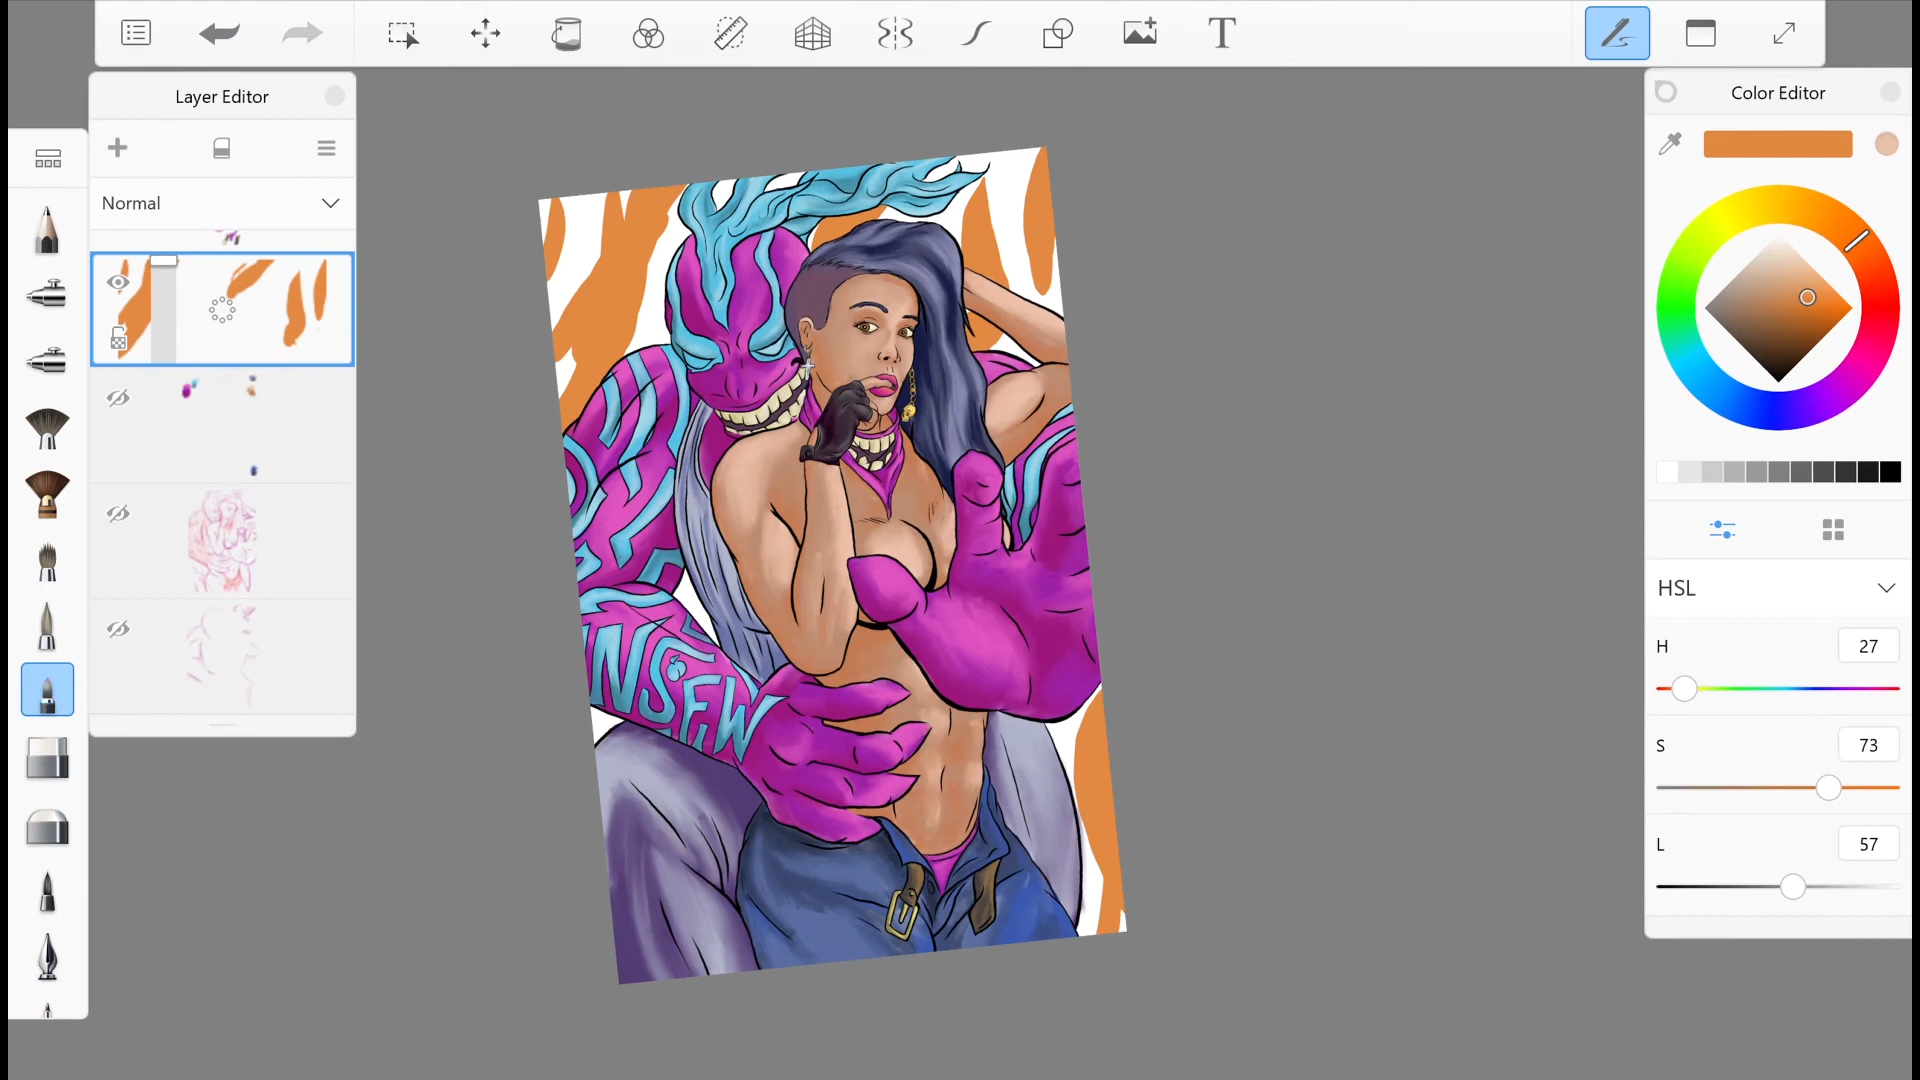 T
Layer Editor
Color Editor
Normal
NSFW
HSL
H 27
S 73
L 57